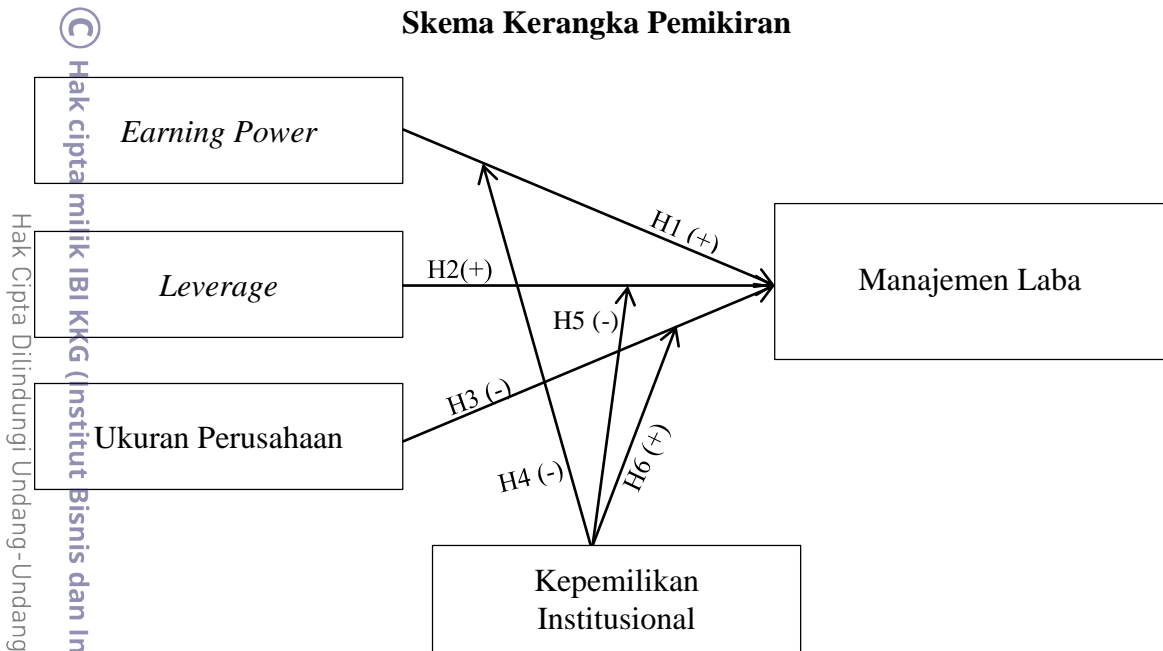 Skema Kerangka Pemikiran
Earning Power
Leverage
Ukuran Perusahaan
Manajemen Laba
Kepemilikan
Institusional
H1 (+)
H2(+)
H3 (-)
H4 (-)
H5 (-)
H6 (+)
© Hak cipta milik IBI KKG (Institut Bisnis dan In
Hak Cipta Dilindungi Undang-Undang